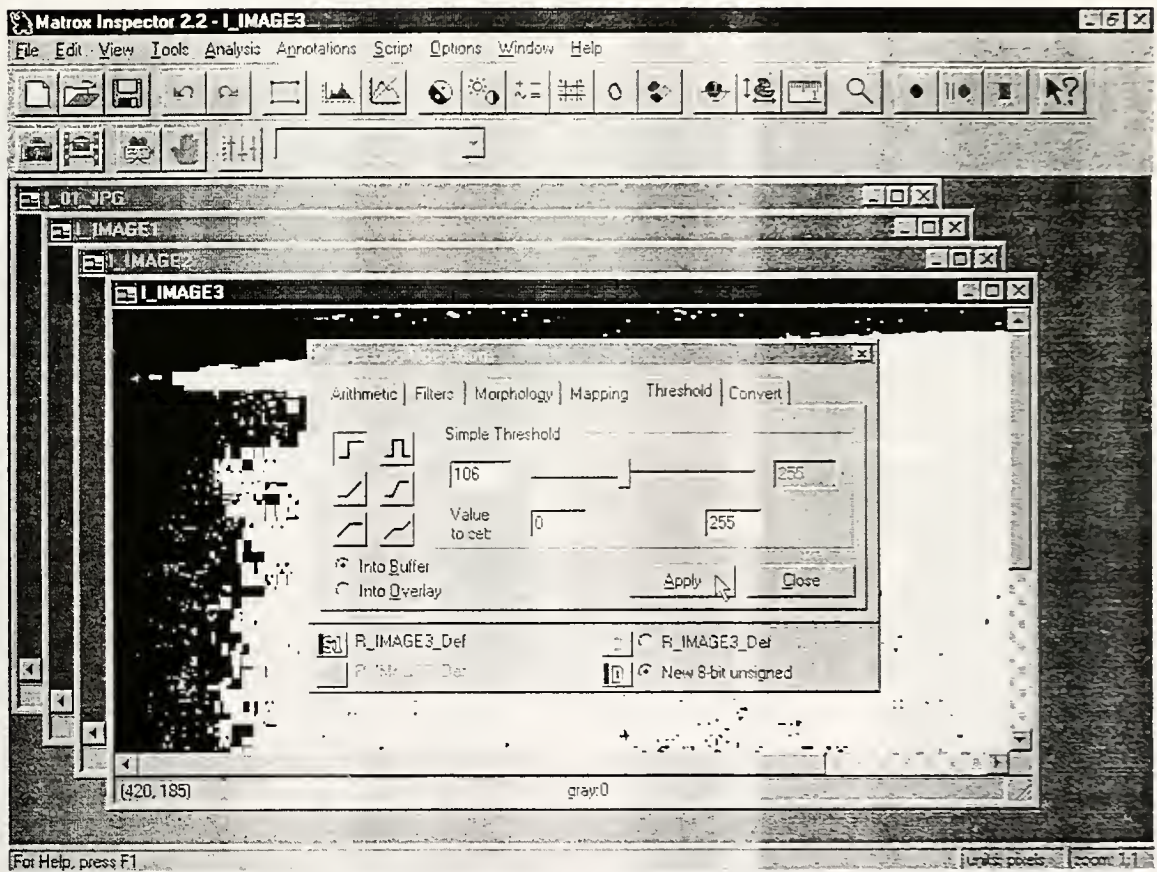 Matrox Inspector 2.2 - I_IMAGE3
File Edit View Tools Analysis Annotations Script Options Window Help
I_01_JPG
I_IMAGE1
I_IMAGE2
I_IMAGE3
Arithmetic Filters Morphology Mapping Threshold Convert
Simple Threshold
106 255
Value to set: 0 255
Into Buffer
Into Overlay
Apply Close
R_IMAGE3_Def R_IMAGE3_Def
New 8-bit unsigned
(420, 185) gray:0
For Help, press F1 units: pixels zoom: 1:1